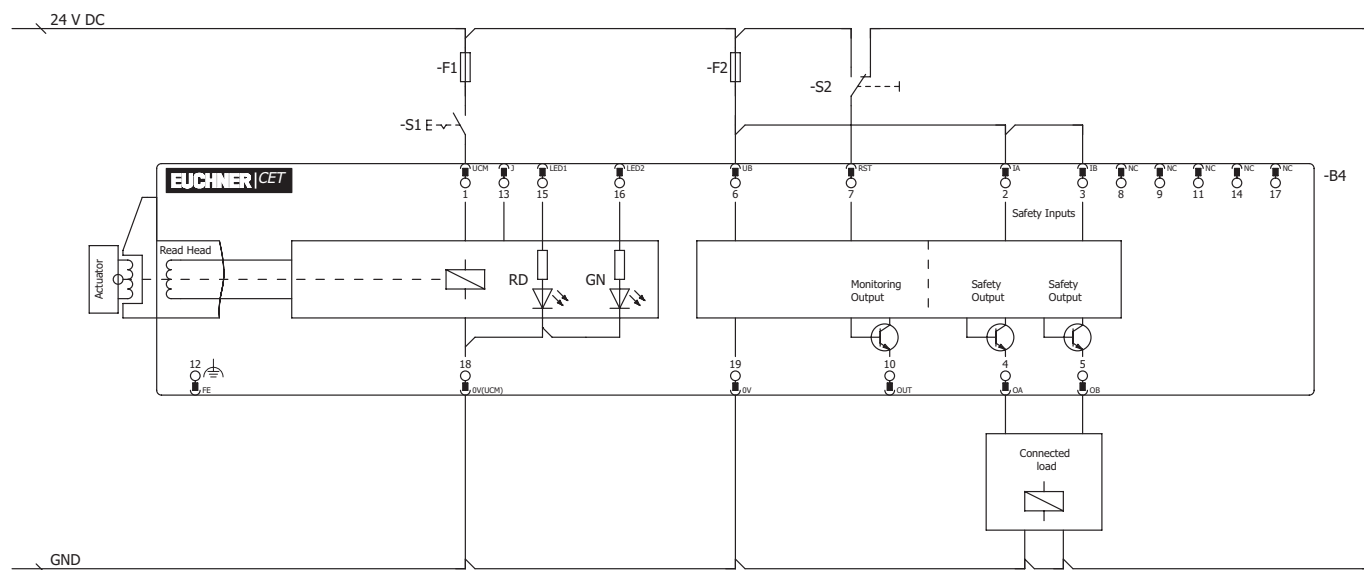 24 V DC
-F1
-F2
-S2
-S1 E
EUCHNER CET
UCM
J
LED1
LED2
UB
RST
IA
IB
NC
NC
NC
NC
NC
-B4
1
13
15
16
6
7
2
3
8
9
11
14
17
Safety Inputs
Actuator
Read Head
RD
GN
Monitoring
Output
Safety
Output
Safety
Output
12
18
19
10
4
5
FE
0V(UCM)
0V
OUT
OA
OB
Connected
load
GND